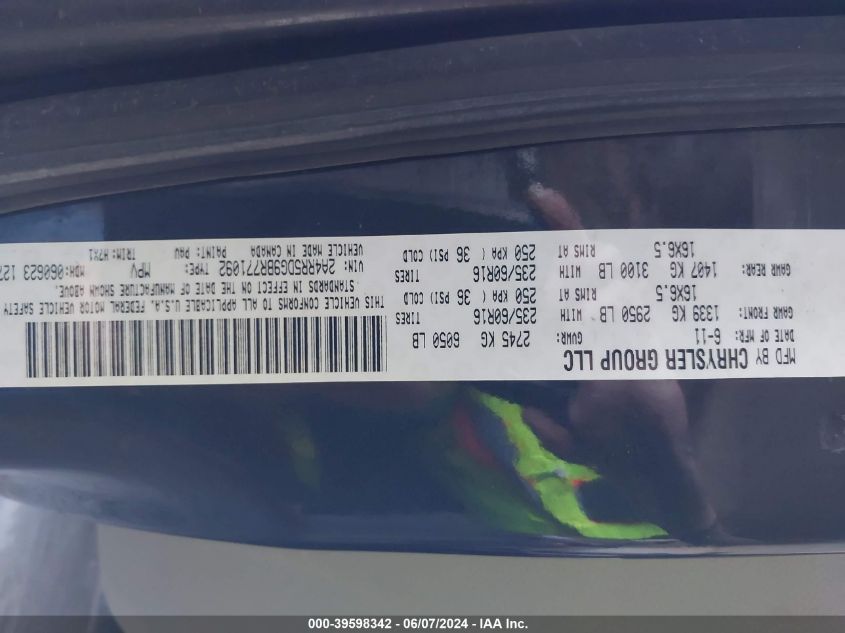 MFD BY CHRYSLER GROUP LLC
DATE OF MFR: 6-11 GVWR: 2745 KG 6050 LB
GAWR FRONT: 1339 KG 2950 LB WITH TIRES 235/60R16
16X6.5 RIMS AT 250 KPA ( 36 PSI) COLD
GAWR REAR: 1407 KG 3100 LB WITH TIRES 235/60R16
16X6.5 RIMS AT 250 KPA ( 36 PSI) COLD
THIS VEHICLE CONFORMS TO ALL APPLICABLE U.S.A. FEDERAL MOTOR VEHICLE SAFETY
STANDARDS IN EFFECT ON THE DATE OF MANUFACTURE SHOWN ABOVE.
VIN: 2A4RR5DG9BR771092 TYPE: MPV MDH: 060623 127
VEHICLE MADE IN CANADA PAINT: PAV TRIM: H7X1
000-39598342 - 06/07/2024 - IAA Inc.